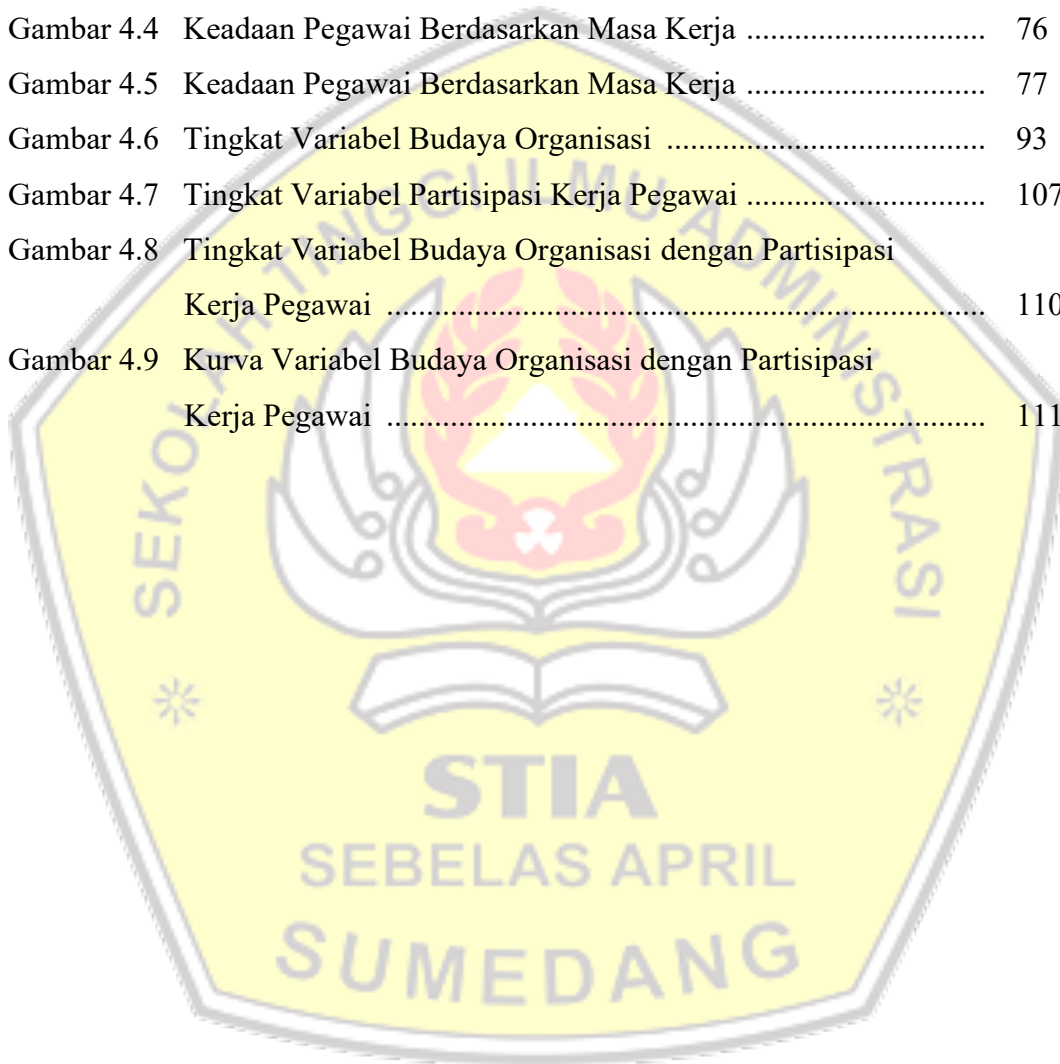 Gambar 4.4 Keadaan Pegawai Berdasarkan Masa Kerja ............................. 76
Gambar 4.5 Keadaan Pegawai Berdasarkan Masa Kerja ............................. 77
Gambar 4.6 Tingkat Variabel Budaya Organisasi ....................................... 93
Gambar 4.7 Tingkat Variabel Partisipasi Kerja Pegawai ............................. 107
Gambar 4.8 Tingkat Variabel Budaya Organisasi dengan Partisipasi
Kerja Pegawai ......................................................................... 110
Gambar 4.9 Kurva Variabel Budaya Organisasi dengan Partisipasi
Kerja Pegawai ......................................................................... 111
SEKOLAH TINGGI ILMU ADMINISTRASI
STIA
SEBELAS APRIL
SUMEDANG